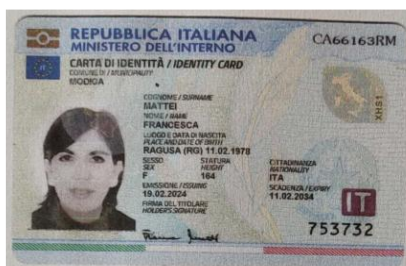 REPUBBLICA ITALIANA
CA66163RM
MINISTERO DELL'INTERNO
CARTA DI IDENTITÀ / IDENTITY CARD
COMUNE DI / MUNICIPALITY
MODICA
COGNOME / SURNAME
MATTEI
NOME / NAME
FRANCESCA
LUOGO E DATA DI NASCITA
PLACE AND DATE OF BIRTH
RAGUSA (RG) 11.02.1978
SESSO STATURA CITTADINANZA
SEX HEIGHT NATIONALITY
F 164 ITA
EMISSIONE / ISSUING SCADENZA / EXPIRY
19.02.2024 11.02.2034
FIRMA DEL TITOLARE
HOLDER'S SIGNATURE
IT
753732
XHS1